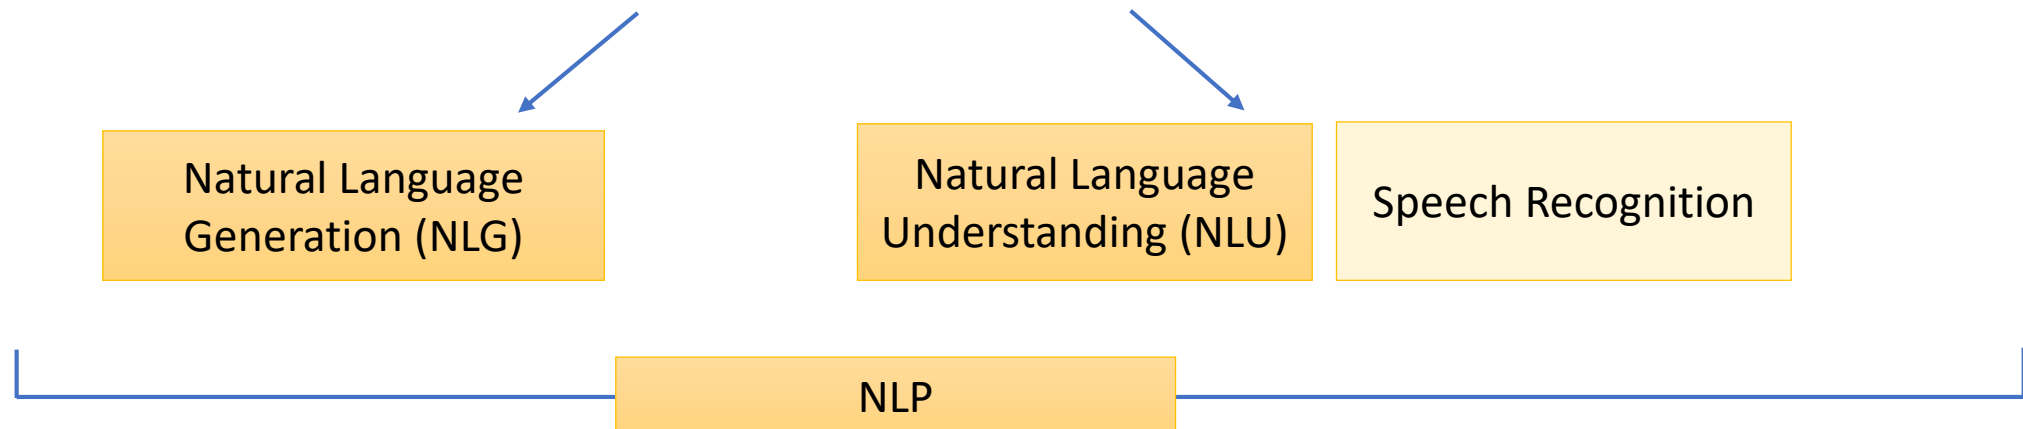 Natural Language
Generation (NLG)
Natural Language
Understanding (NLU)
Speech Recognition
NLP